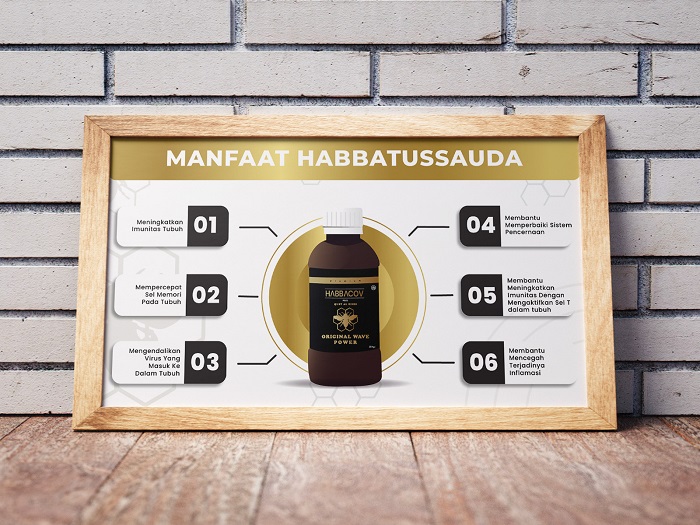 MANFAAT HABBATUSSAUDA
Meningkatkan
Imunitas Tubuh
01
Mempercepat
Sel Memori
Pada Tubuh
02
Mengendalikan
Virus Yang
Masuk Ke
Dalam Tubuh
03
HABBACOV
ORIGINAL WAVE
POWER
04
Membantu
Memperbaiki Sistem
Pencernaan
05
Membantu
Meningkatkan
Imunitas Dengan
Mengaktifkan Sel T
dalam tubuh
06
Membantu
Mencegah
Terjadinya
Inflamasi